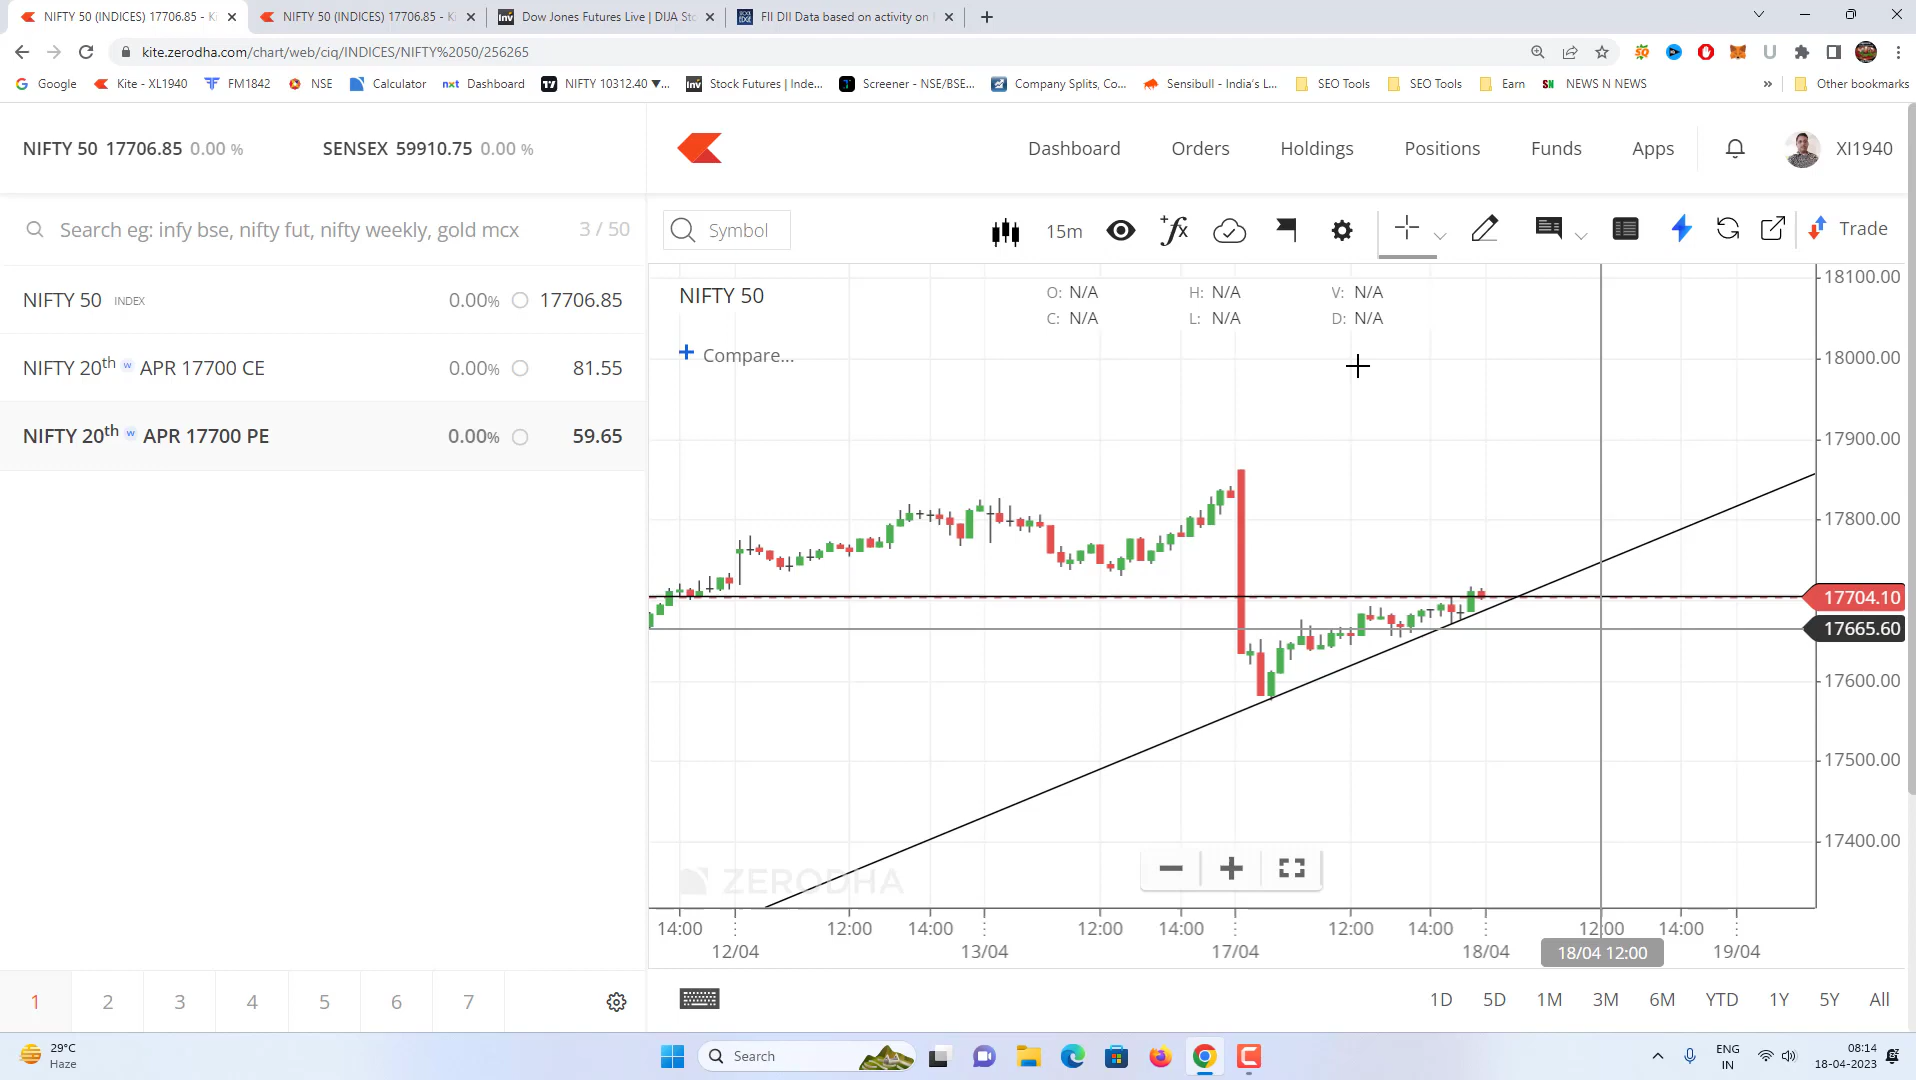 NIFTY 50 (INDICES) 17706.85 - Ki
NIFTY 50 (INDICES) 17706.85 - Ki
Dow Jones Futures Live | DIJA Sto
FII DII Data based on activity on
kite.zerodha.com/chart/web/ciq/INDICES/NIFTY%2050/256265
Google
Kite - XL1940
FM1842
NSE
Calculator
nxt Dashboard
NIFTY 10312.40 ▼...
Stock Futures | Inde...
Screener - NSE/BSE...
Company Splits, Co...
Sensibull - India's L...
SEO Tools
SEO Tools
Earn
SN NEWS N NEWS
»
Other bookmarks
NIFTY 50 17706.85 0.00 %
SENSEX 59910.75 0.00 %
Dashboard
Orders
Holdings
Positions
Funds
Apps
XI1940
Search eg: infy bse, nifty fut, nifty weekly, gold mcx
3 / 50
Symbol
15m
Trade
NIFTY 50 INDEX 0.00% 17706.85
NIFTY 20th w APR 17700 CE 0.00% 81.55
NIFTY 20th w APR 17700 PE 0.00% 59.65
NIFTY 50
O: N/A H: N/A V: N/A
C: N/A L: N/A D: N/A
+ Compare...
18100.00
18000.00
17900.00
17800.00
17704.10
17665.60
17600.00
17500.00
17400.00
ZERODHA
14:00 12:00 14:00 12:00 14:00 12:00 14:00 12:00 14:00
12/04 13/04 17/04 18/04 18/04 12:00 19/04
1 2 3 4 5 6 7
1D 5D 1M 3M 6M YTD 1Y 5Y All
29°C
Haze
Search
ENG
IN
08:14
18-04-2023